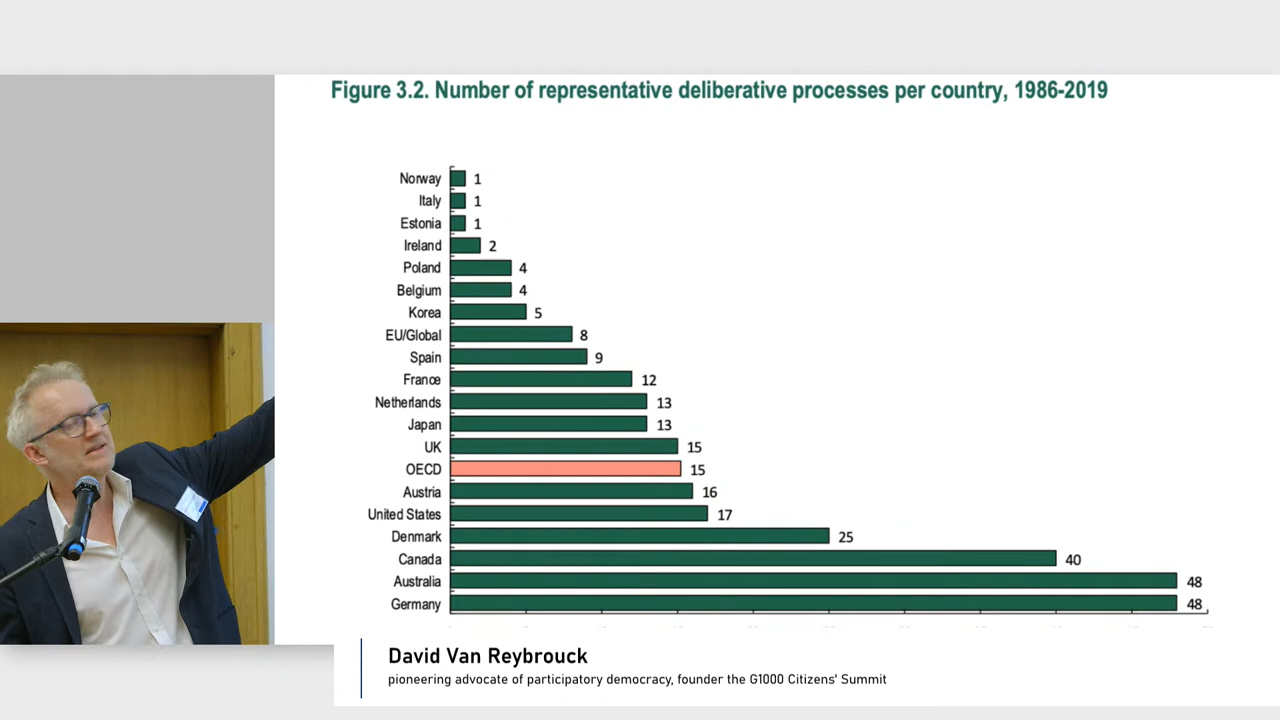 Figure 3.2. Number of representative deliberative processes per country, 1986-2019
Norway 1
Italy 1
Estonia 1
Ireland 2
Poland 4
Belgium 4
Korea 5
EU/Global 8
Spain 9
France 12
Netherlands 13
Japan 13
UK 15
OECD 15
Austria 16
United States 17
Denmark 25
Canada 40
Australia 48
Germany 48
David Van Reybrouck
pioneering advocate of participatory democracy, founder the G1000 Citizens' Summit